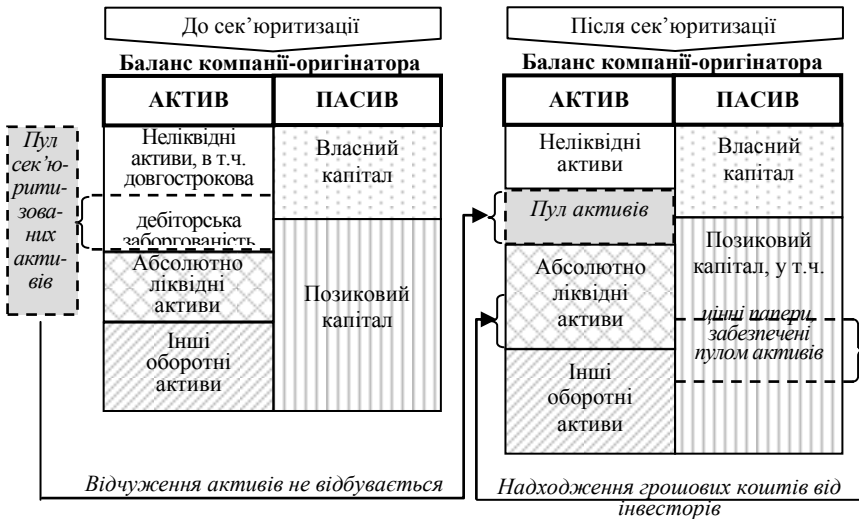 До сек’юритизації
Баланс компанії-оригінатора
АКТИВ
ПАСИВ
Пул
сек’ю-
рити-
зова-
них
акти-
вів
Неліквідні
активи, в т.ч.
довгострокова
дебіторська
заборгованість
Абсолютно
ліквідні
активи
Інші
оборотні
активи
Власний
капітал
Позиковий
капітал
Відчуження активів не відбувається
Після сек’юритизації
Баланс компанії-оригінатора
АКТИВ
ПАСИВ
Неліквідні
активи
Пул активів
Абсолютно
ліквідні
активи
Інші
оборотні
активи
Власний
капітал
Позиковий
капітал, у т.ч.
цінні папери,
забезпечені
пулом активів
Надходження грошових коштів від
інвесторів